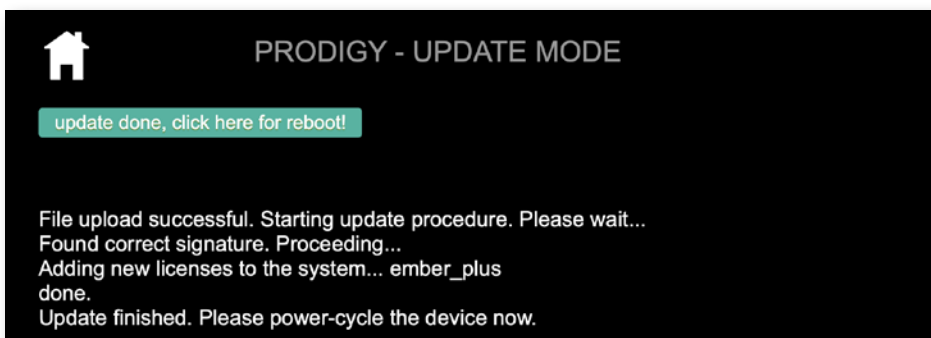 PRODIGY - UPDATE MODE
update done, click here for reboot!
File upload successful. Starting update procedure. Please wait...
Found correct signature. Proceeding...
Adding new licenses to the system... ember_plus
done.
Update finished. Please power-cycle the device now.